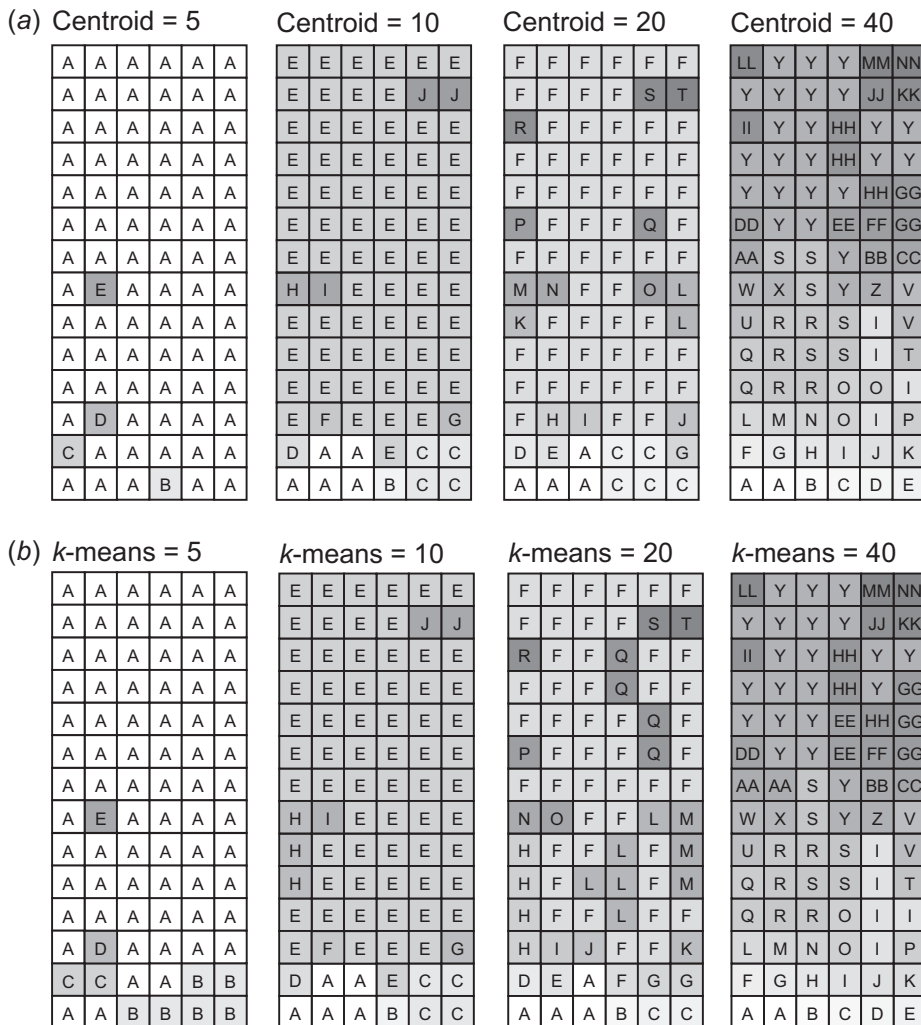 (a) Centroid = 5 Centroid = 10 Centroid = 20 Centroid = 40
A A A A A A E E E E E E F F F F F F LL Y Y Y MM NN
A A A A A A E E E E J J F F F F S T Y Y Y Y JJ KK
A A A A A A E E E E E E R F F F F F II Y Y HH Y Y
A A A A A A E E E E E E F F F F F F Y Y Y HH Y Y
A A A A A A E E E E E E F F F F F F Y Y Y Y HH GG
A A A A A A E E E E E E P F F F Q F DD Y Y EE FF GG
A A A A A A E E E E E E F F F F F F AA S S Y BB CC
A E A A A A H I E E E E M N F F O L W X S Y Z V
A A A A A A E E E E E E K F F F F L U R R S I V
A A A A A A E E E E E E F F F F F F Q R S S I T
A A A A A A E E E E E E F F F F F F Q R R O O I
A D A A A A E F E E E G F H I F F J L M N O I P
C A A A A A D A A E C C D E A C C G F G H I J K
A A A B A A A A A B C C A A A C C C A A B C D E
(b) k-means = 5 k-means = 10 k-means = 20 k-means = 40
A A A A A A E E E E E E F F F F F F LL Y Y Y MM NN
A A A A A A E E E E J J F F F F S T Y Y Y Y JJ KK
A A A A A A E E E E E E R F F Q F F II Y Y HH Y Y
A A A A A A E E E E E E F F F Q F F Y Y Y HH Y GG
A A A A A A E E E E E E F F F F Q F Y Y Y EE HH GG
A A A A A A E E E E E E P F F F Q F DD Y Y EE FF GG
A A A A A A E E E E E E F F F F F F AA AA S Y BB CC
A E A A A A H I E E E E N O F F L M W X S Y Z V
A A A A A A H E E E E E H F F L F M U R R S I V
A A A A A A H E E E E E H F L L F M Q R S S I T
A A A A A A E E E E E E H F F L F F Q R R O I I
A D A A A A E F E E E G H I J F F K L M N O I P
C C A A B B D A A E C C D E A F G G F G H I J K
A A B B B B A A A B C C A A A B C C A A B C D E